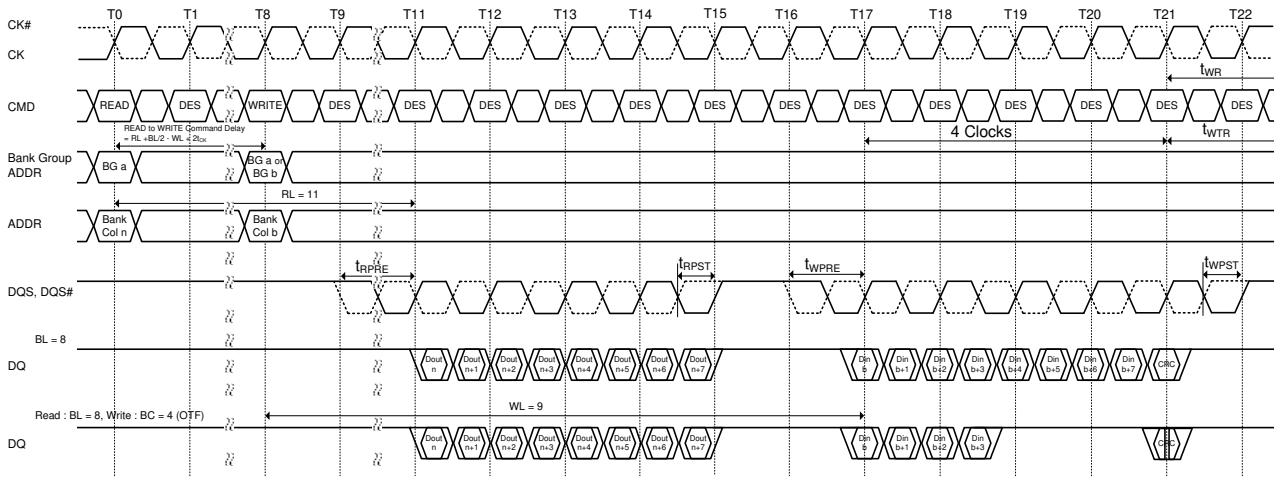 T0 T1 T8 T9 T11 T12 T13 T14 T15 T16 T17 T18 T19 T20 T21 T22
CK#
CK
tWR
CMD READ DES WRITE DES DES DES DES DES DES DES DES DES DES DES DES DES
READ to WRITE Command Delay
= RL +BL/2 - WL + 2tCK
4 Clocks
tWTR
Bank Group
ADDR
BG a
BG a or
BG b
RL = 11
ADDR
Bank
Col n
Bank
Col b
tRPRE tRPST tWPRE tWPST
DQS, DQS#
BL = 8
DQ
Dout
n
Dout
n+1
Dout
n+2
Dout
n+3
Dout
n+4
Dout
n+5
Dout
n+6
Dout
n+7
Din
b
Din
b+1
Din
b+2
Din
b+3
Din
b+4
Din
b+5
Din
b+6
Din
b+7
CRC
Read : BL = 8, Write : BC = 4 (OTF)
WL = 9
DQ
Dout
n
Dout
n+1
Dout
n+2
Dout
n+3
Dout
n+4
Dout
n+5
Dout
n+6
Dout
n+7
Din
b
Din
b+1
Din
b+2
Din
b+3
CRC